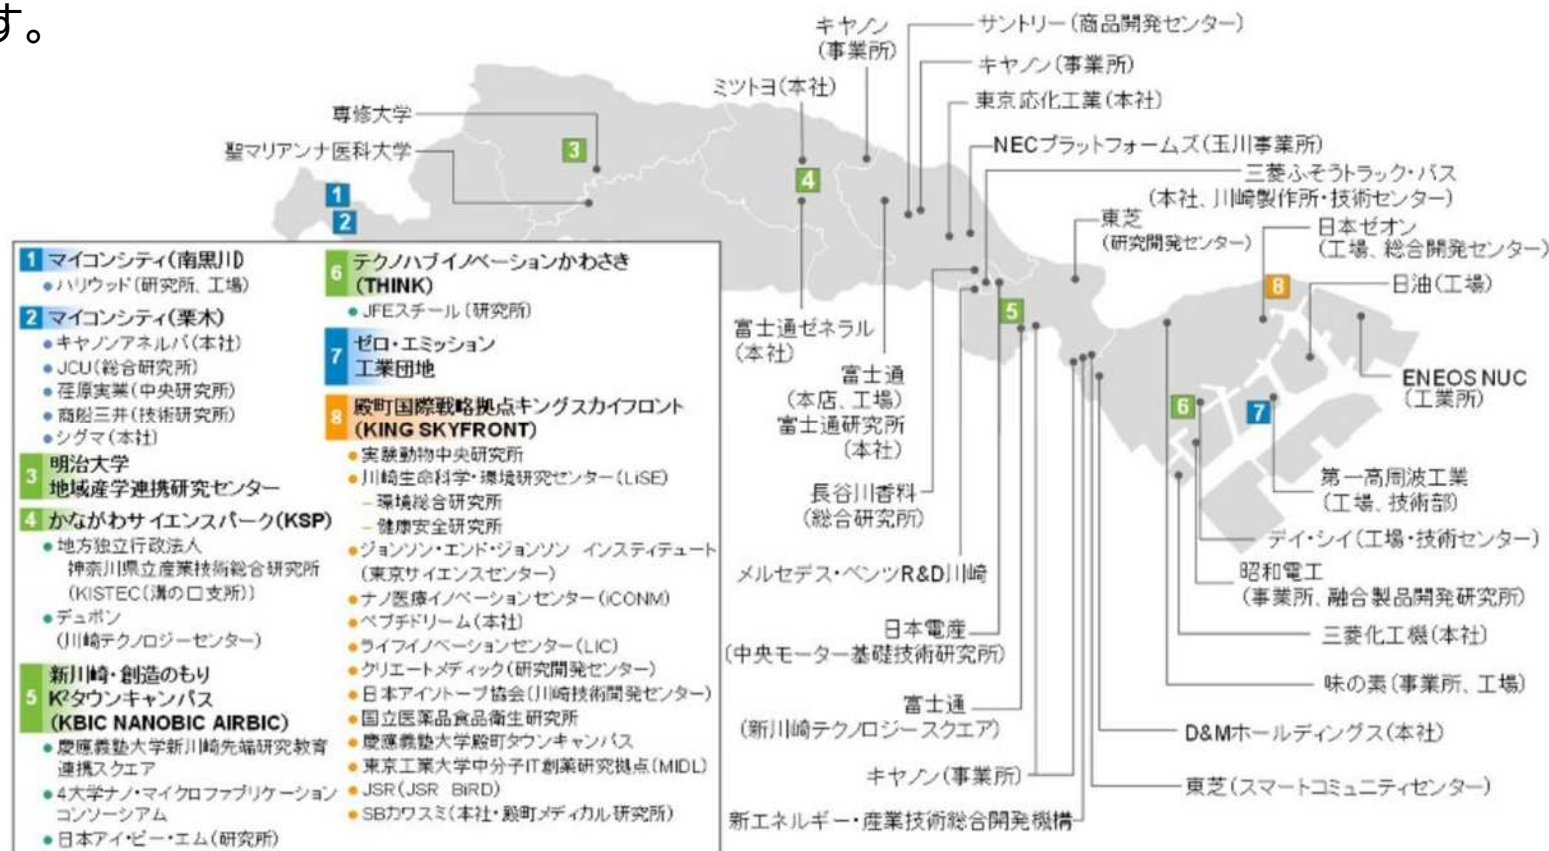 す。
キヤノン
(事業所)
サントリー(商品開発センター)
キヤノン(事業所)
ミツトヨ(本社)
東京応化工業(本社)
専修大学
聖マリアンナ医科大学
NECプラットフォームズ(玉川事業所)
三菱ふそうトラック・バス
(本社、川崎製作所・技術センター)
東芝
(研究開発センター)
日本ゼオン
(工場、総合開発センター)
日油(工場)
3
4
1
2
8
5
6
7
1 マイコンシティ(南黒川)
・ハリウッド(研究所、工場)
2 マイコンシティ(栗木)
・キヤノンアネルバ(本社)
・JCU(総合研究所)
・荏原実業(中央研究所)
・商船三井(技術研究所)
・シグマ(本社)
3 明治大学
地域産学連携研究センター
4 かながわサイエンスパーク(KSP)
・地方独立行政法人
神奈川県立産業技術総合研究所
(KISTEC(溝の口支所))
・デュポン
(川崎テクノロジーセンター)
5 新川崎・創造のもり
K²タウンキャンパス
(KBIC NANOBIC AIRBIC)
・慶應義塾大学新川崎先端研究教育
連携スクエア
・4大学ナノ・マイクロファブリケーション
コンソーシアム
・日本アイ・ビー・エム(研究所)
6 テクノハブイノベーションかわさき
(THINK)
・JFEスチール(研究所)
7 ゼロ・エミッション
工業団地
8 殿町国際戦略拠点キングスカイフロント
(KING SKYFRONT)
・実験動物中央研究所
・川崎生命科学・環境研究センター(LiSE)
－環境総合研究所
－健康安全研究所
・ジョンソン・エンド・ジョンソン インスティテュート
(東京サイエンスセンター)
・ナノ医療イノベーションセンター(iCONM)
・ペプチドリーム(本社)
・ライフイノベーションセンター(LIC)
・クリエートメディック(研究開発センター)
・日本アイソトープ協会(川崎技術開発センター)
・国立医薬品食品衛生研究所
・慶應義塾大学殿町タウンキャンパス
・東京工業大学中分子IT創薬研究拠点(MIDL)
・JSR(JSR BiRD)
・SBカワスミ(本社・殿町メディカル研究所)
富士通ゼネラル
(本社)
富士通
(本店、工場)
富士通研究所
(本社)
長谷川香料
(総合研究所)
メルセデス・ベンツR&D川崎
日本電産
(中央モーター基礎技術研究所)
富士通
(新川崎テクノロジースクエア)
キヤノン(事業所)
新エネルギー・産業技術総合開発機構
ENEOS NUC
(工業所)
第一高周波工業
(工場、技術部)
デイ・シイ(工場・技術センター)
昭和電工
(事業所、融合製品開発研究所)
三菱化工機(本社)
味の素(事業所、工場)
D&Mホールディングス(本社)
東芝(スマートコミュニティセンター)